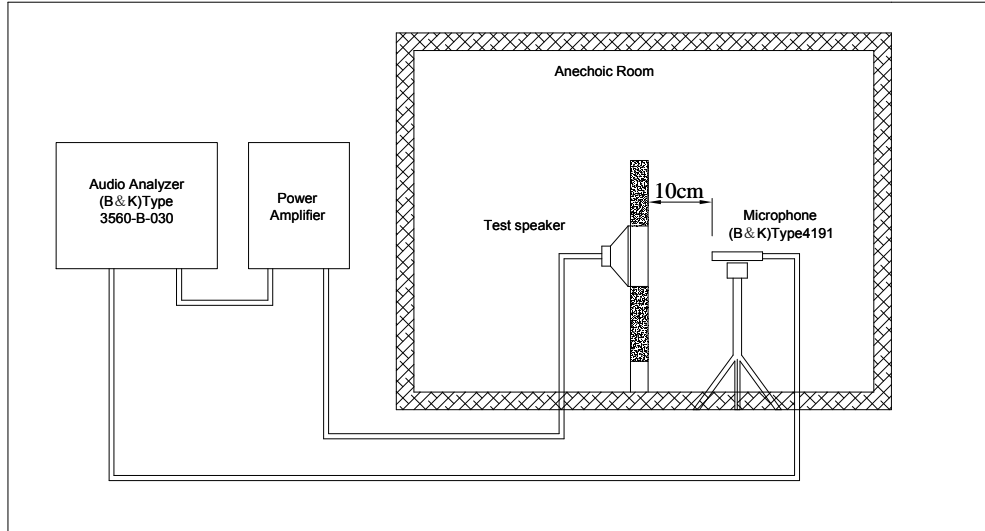 Anechoic Room
Audio Analyzer
(B&K)Type
3560-B-030
Power
Amplifier
Test speaker
10cm
Microphone
(B&K)Type4191